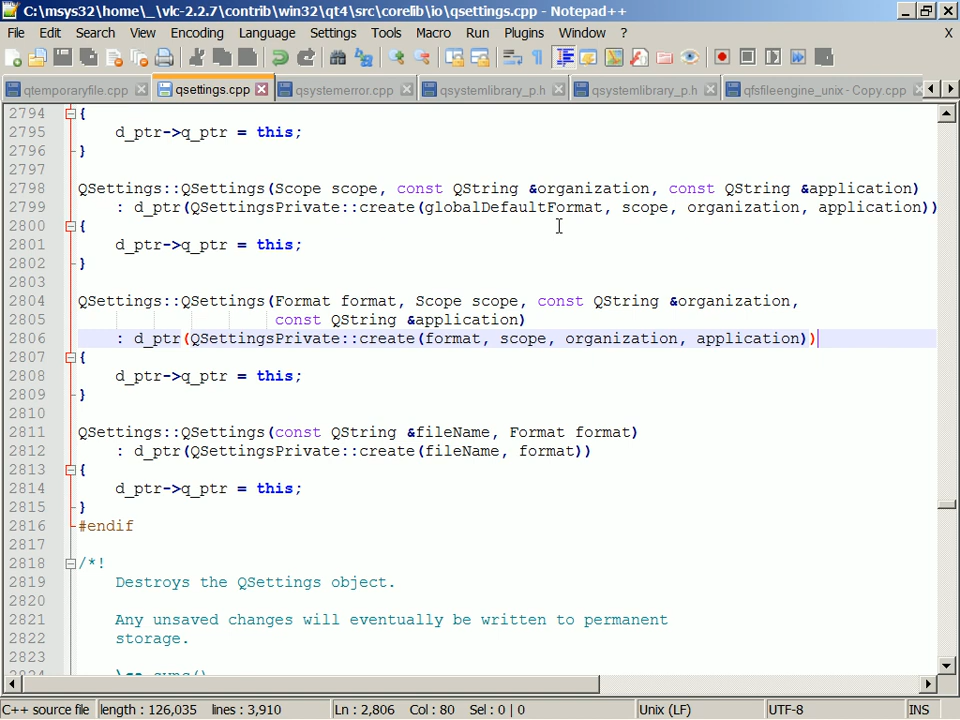 C:\msys32\home\_\vlc-2.2.7\contrib\win32\qt4\src\corelib\io\qsettings.cpp - Notepad++
File Edit Search View Encoding Language Settings Tools Macro Run Plugins Window ? X
qtemporaryfile.cpp qsettings.cpp qsystemerror.cpp qsystemlibrary_p.h qsystemlibrary_p.h qfsfileengine_unix - Copy.cpp
2794 {
2795 d_ptr->q_ptr = this;
2796 }
2797
2798 QSettings::QSettings(Scope scope, const QString &organization, const QString &application)
2799 : d_ptr(QSettingsPrivate::create(globalDefaultFormat, scope, organization, application))
2800 {
2801 d_ptr->q_ptr = this;
2802 }
2803
2804 QSettings::QSettings(Format format, Scope scope, const QString &organization,
2805 const QString &application)
2806 : d_ptr(QSettingsPrivate::create(format, scope, organization, application))
2807 {
2808 d_ptr->q_ptr = this;
2809 }
2810
2811 QSettings::QSettings(const QString &fileName, Format format)
2812 : d_ptr(QSettingsPrivate::create(fileName, format))
2813 {
2814 d_ptr->q_ptr = this;
2815 }
2816 #endif
2817
2818 /*!
2819 Destroys the QSettings object.
2820
2821 Any unsaved changes will eventually be written to permanent
2822 storage.
2823
2824 \sa sync()
C++ source file length : 126,035 lines : 3,910 Ln : 2,806 Col : 80 Sel : 0 | 0 Unix (LF) UTF-8 INS